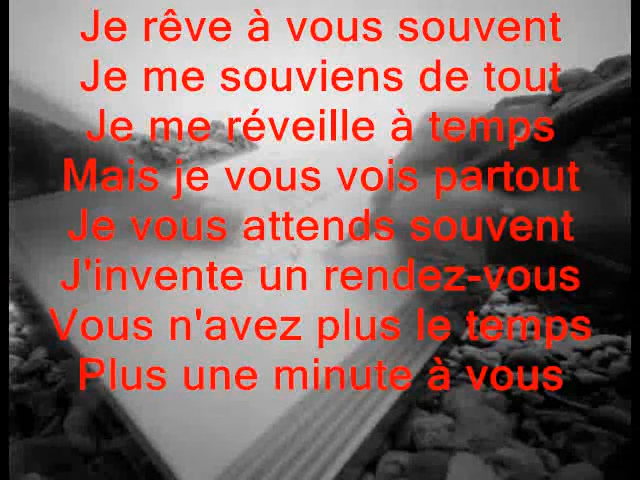 Je rêve à vous souvent
Je me souviens de tout
Je me réveille à temps
Mais je vous vois partout
Je vous attends souvent
J'invente un rendez-vous
Vous n'avez plus le temps
Plus une minute à vous